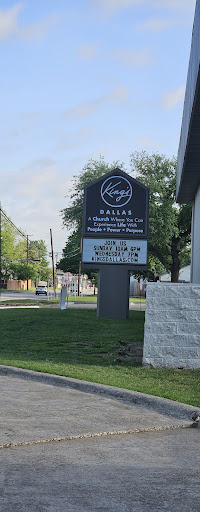 Kings
DALLAS
A Church Where You Can
Experience Life With
People • Power • Purpose
JOIN US
SUNDAY 10AM 6PM
WEDNESDAY 7PM
KINGSDALLAS.COM